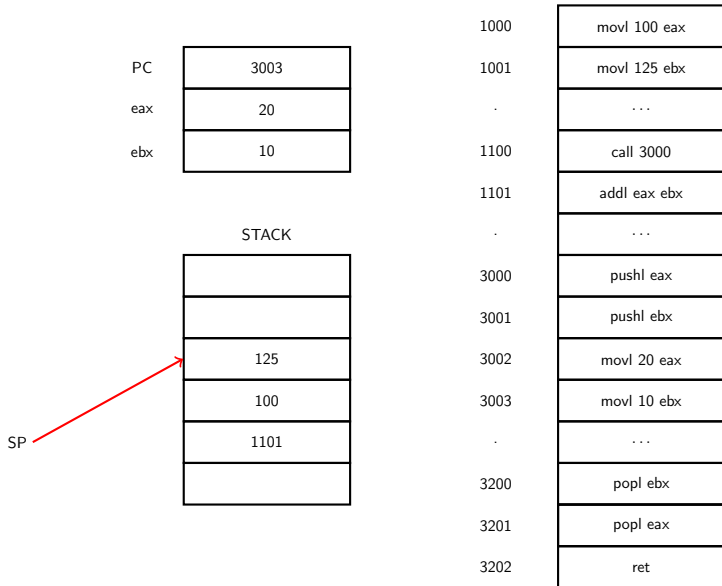 PC 3003
eax 20
ebx 10
STACK
125
100
SP 1101
1000 movl 100 eax
1001 movl 125 ebx
. ...
1100 call 3000
1101 addl eax ebx
. ...
3000 pushl eax
3001 pushl ebx
3002 movl 20 eax
3003 movl 10 ebx
. ...
3200 popl ebx
3201 popl eax
3202 ret